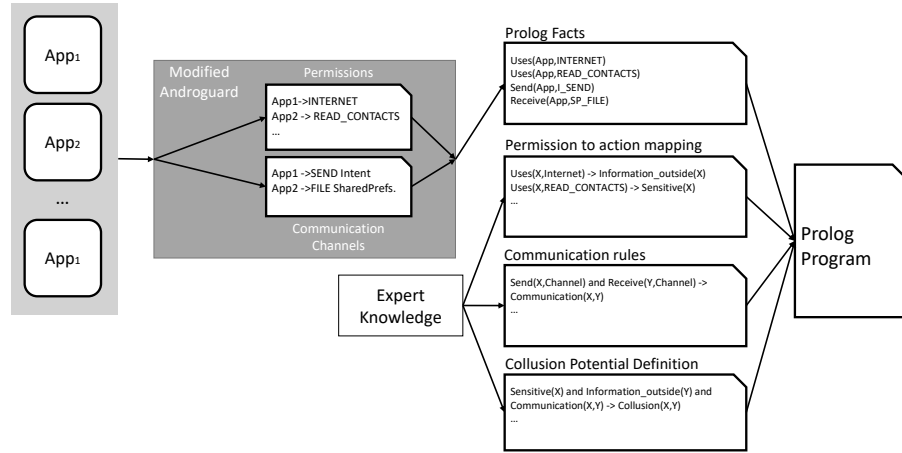 App1
App2
...
App1
Modified
Androguard
Permissions
App1->INTERNET
App2 -> READ_CONTACTS
...
App1 ->SEND Intent
App2 ->FILE SharedPrefs.
Communication
Channels
Expert
Knowledge
Prolog Facts
Uses(App,INTERNET)
Uses(App,READ_CONTACTS)
Send(App,I_SEND)
Receive(App,SP_FILE)
Permission to action mapping
Uses(X,Internet) -> Information_outside(X)
Uses(X,READ_CONTACTS) -> Sensitive(X)
...
Communication rules
Send(X,Channel) and Receive(Y,Channel) ->
Communication(X,Y)
...
Collusion Potential Definition
Sensitive(X) and Information_outside(Y) and
Communication(X,Y) -> Collusion(X,Y)
...
Prolog
Program